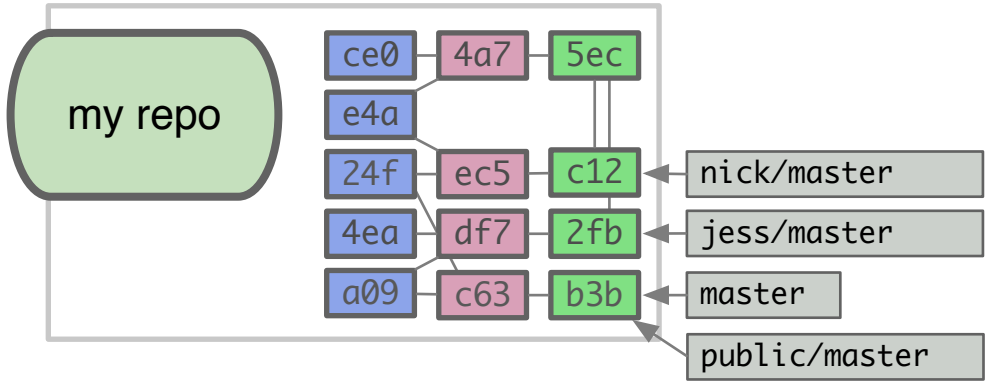 my repo
ce0 4a7 5ec
e4a
24f ec5 c12 nick/master
4ea df7 2fb jess/master
a09 c63 b3b master
public/master